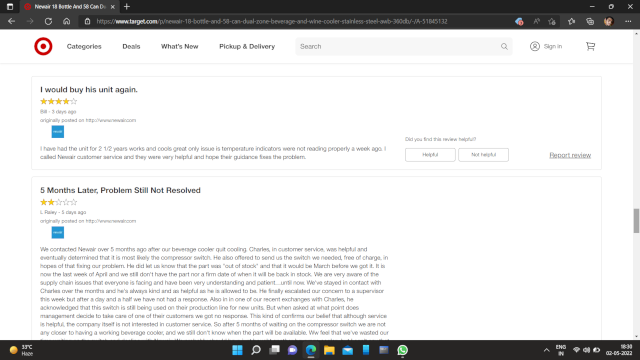 Newair 18 Bottle And 58 Can Du
https://www.target.com/p/newair-18-bottle-and-58-can-dual-zone-beverage-and-wine-cooler-stainless-steel-awb-360db/-/A-51845132
Categories Deals What's New Pickup & Delivery Search Sign in
I would buy his unit again.
Bill - 3 days ago
originally posted on http://www.newair.com
newair
I have had the unit for 2 1/2 years works and cools great only issue is temperature indicators were not reading properly a week ago. I
called Newair customer service and they were very helpful and hope their guidance fixes the problem.
Did you find this review helpful?
Helpful Not helpful Report review
5 Months Later, Problem Still Not Resolved
L Raley - 5 days ago
originally posted on http://www.newair.com
newair
We contacted Newair over 5 months ago after our beverage cooler quit cooling. Charles, in customer service, was helpful and
eventually determined that it is most likely the compressor switch. He also offered to send us the switch we needed, free of charge, in
hopes of that fixing our problem. He did let us know that the part was "out of stock" and that it would be March before we got it. It is
now the last week of April and we still don't have the part nor a firm date of when it will be back in stock. We are very aware of the
supply chain issues that everyone is facing and have been very understanding and patient...until now. We've stayed in contact with
Charles over the months and he's always kind and as helpful as he is allowed to be. He finally escalated our concern to a supervisor
this week but after a day and a half we have not had a response. Also in in one of our recent exchanges with Charles, he
acknowledged that this switch is still being used on their production line for new units. But when asked at what point does
management decide to take care of one of their customers we got no response. This kind of confirms our belief that although service
is helpful, the company itself is not interested in customer service. So after 5 months of waiting on the compressor switch we are not
any closer to having a working beverage cooler, and we still don't know when the part will be available. We feel that we've wasted our
33°C
Haze
ENG
IN
18:30
02-05-2022